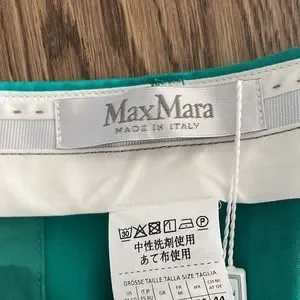 MaxMara
MADE IN ITALY
30
中性洗剤使用
あて布使用
GROSSE TAILLE TALLA SIZE TAGLIA